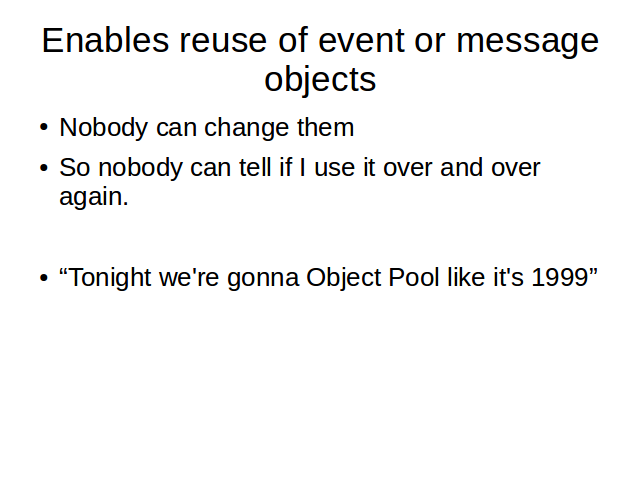 Enables reuse of event or message
objects
• Nobody can change them
• So nobody can tell if I use it over and over
again.
• “Tonight we're gonna Object Pool like it's 1999”